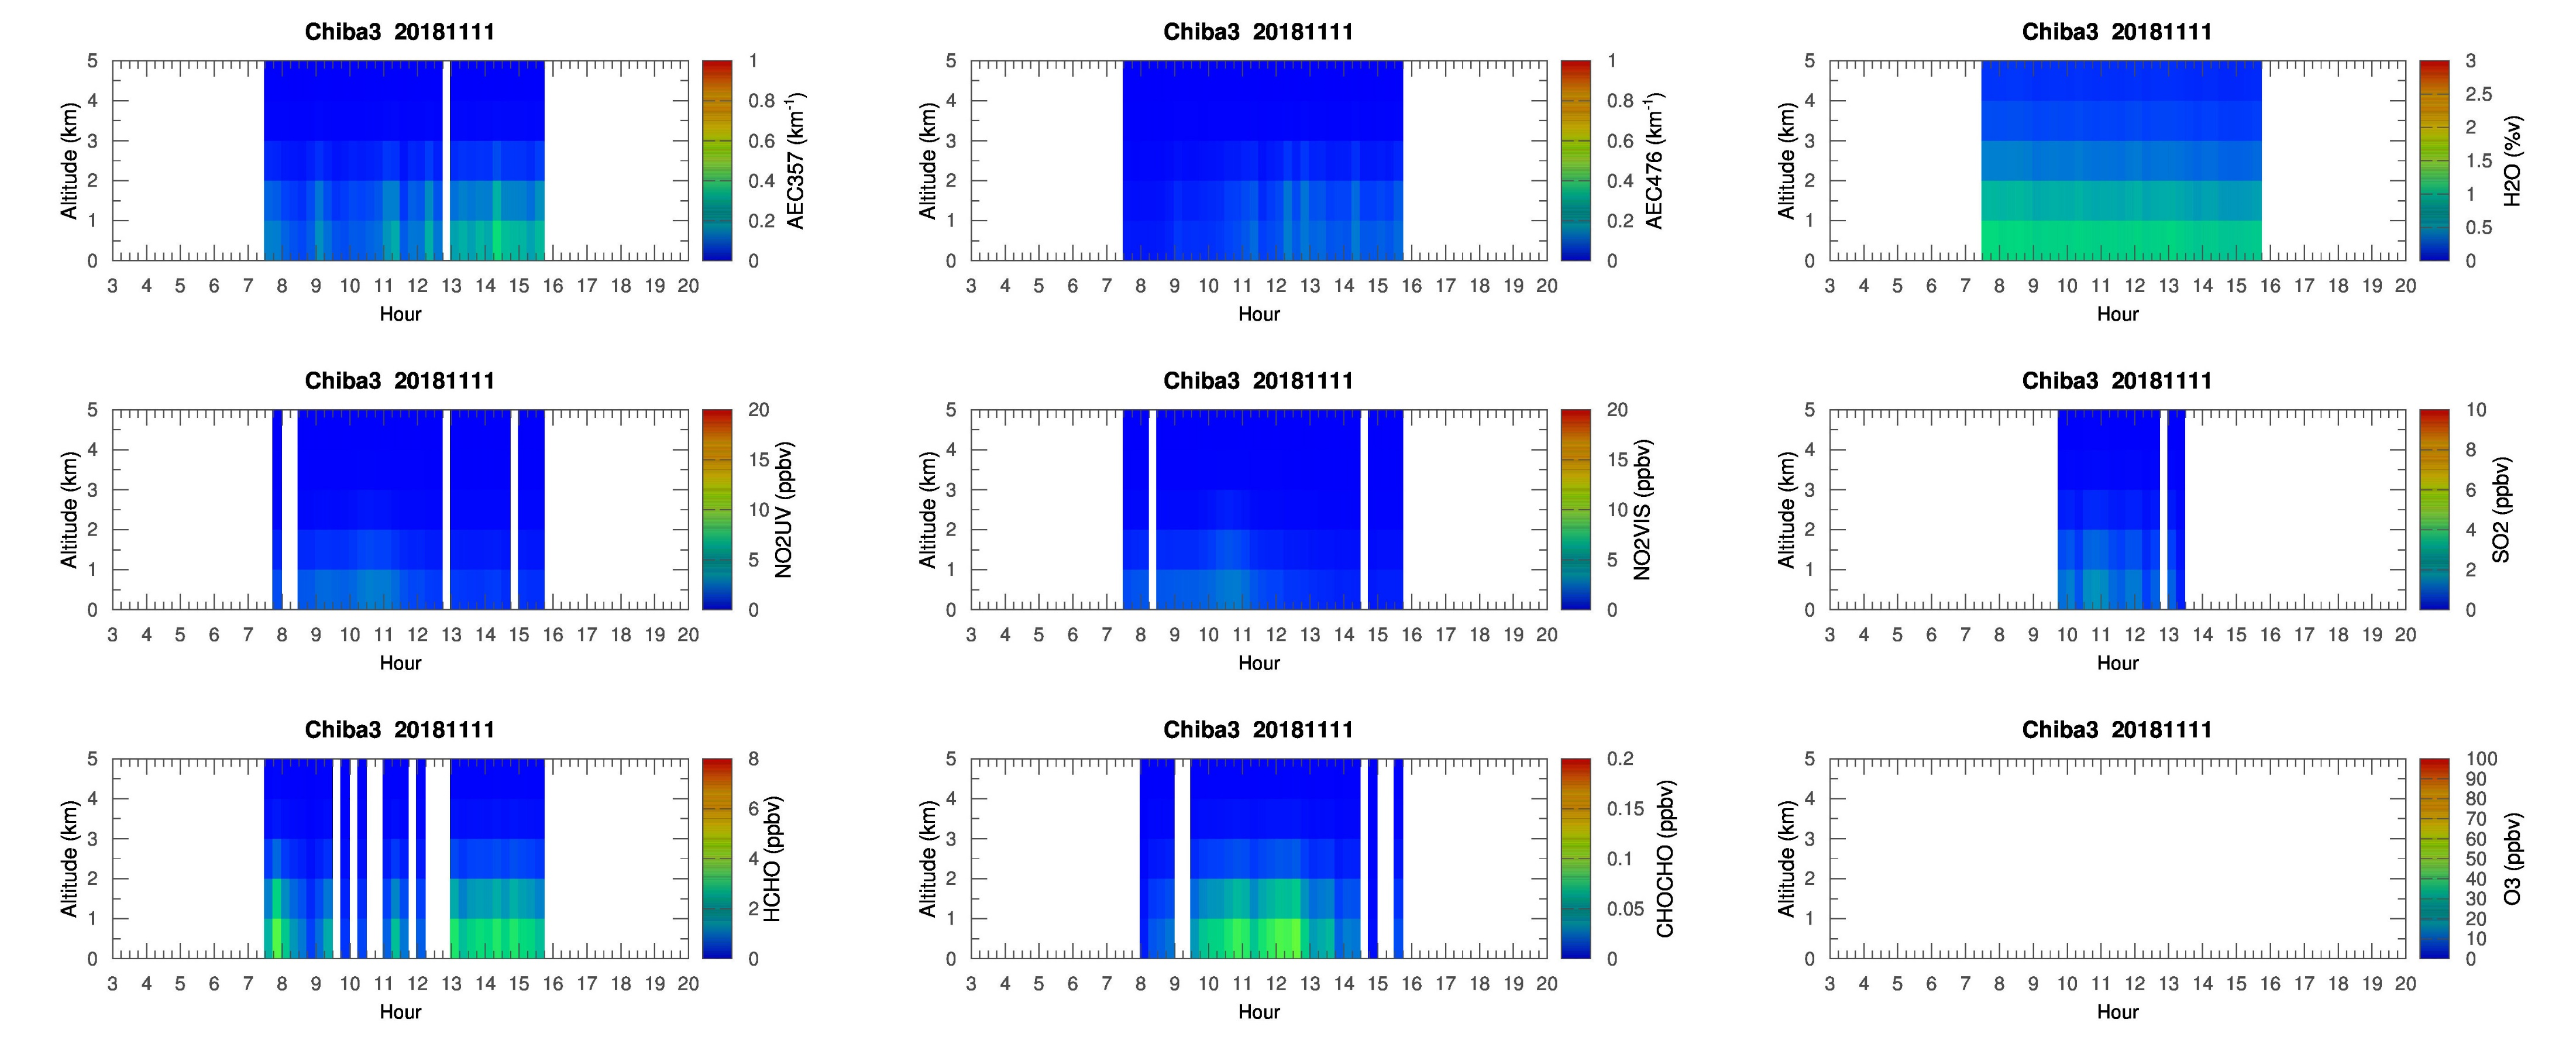 Chiba3 20181111 Chiba3 20181111 Chiba3 20181111
5 1 5 1 5 3
4 0.8 4 0.8 4 2.5
3 0.6 3 0.6 3 2
2 0.4 2 0.4 2 1.5
1 0.2 1 0.2 1 1
0 0 0 0 0 0.5
0
Altitude (km) AEC357 (km-1) Altitude (km) AEC476 (km-1) Altitude (km) H2O (%v)
3 4 5 6 7 8 9 10 11 12 13 14 15 16 17 18 19 20 3 4 5 6 7 8 9 10 11 12 13 14 15 16 17 18 19 20 3 4 5 6 7 8 9 10 11 12 13 14 15 16 17 18 19 20
Hour Hour Hour
Chiba3 20181111 Chiba3 20181111 Chiba3 20181111
5 20 5 20 5 10
4 15 4 15 4 8
3 10 3 10 3 6
2 5 2 5 2 4
1 0 1 0 1 2
0 0 0 0
Altitude (km) NO2UV (ppbv) Altitude (km) NO2VIS (ppbv) Altitude (km) SO2 (ppbv)
3 4 5 6 7 8 9 10 11 12 13 14 15 16 17 18 19 20 3 4 5 6 7 8 9 10 11 12 13 14 15 16 17 18 19 20 3 4 5 6 7 8 9 10 11 12 13 14 15 16 17 18 19 20
Hour Hour Hour
Chiba3 20181111 Chiba3 20181111 Chiba3 20181111
5 8 5 0.2 5 100
4 6 4 0.15 4 90
3 4 3 0.1 3 80
2 2 2 0.05 2 70
1 0 1 0 1 60
0 0 0 50
40
30
20
10
0
Altitude (km) HCHO (ppbv) Altitude (km) CHOCHO (ppbv) Altitude (km) O3 (ppbv)
3 4 5 6 7 8 9 10 11 12 13 14 15 16 17 18 19 20 3 4 5 6 7 8 9 10 11 12 13 14 15 16 17 18 19 20 3 4 5 6 7 8 9 10 11 12 13 14 15 16 17 18 19 20
Hour Hour Hour